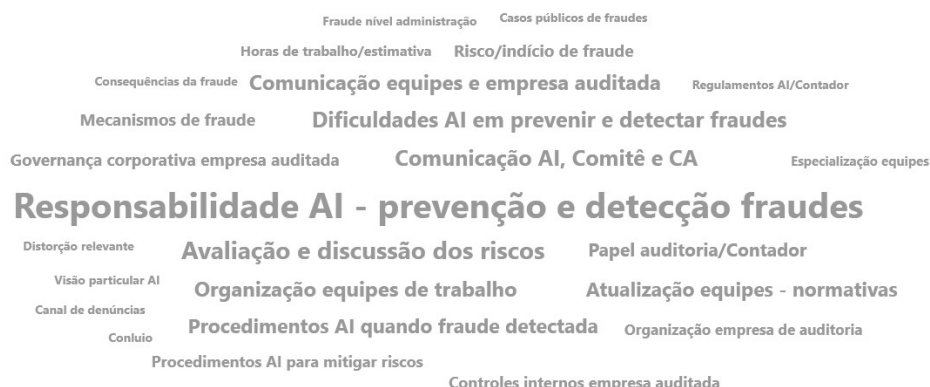 Fraude nível administração Casos públicos de fraudes
Horas de trabalho/estimativa Risco/indício de fraude
Consequências da fraude Comunicação equipes e empresa auditada Regulamentos AI/Contador
Mecanismos de fraude Dificuldades AI em prevenir e detectar fraudes
Governança corporativa empresa auditada Comunicação AI, Comitê e CA Especialização equipes
Responsabilidade AI - prevenção e detecção fraudes
Distorção relevante Avaliação e discussão dos riscos Papel auditoria/Contador
Visão particular AI Organização equipes de trabalho Atualização equipes - normativas
Canal de denúncias
Conluio Procedimentos AI quando fraude detectada Organização empresa de auditoria
Procedimentos AI para mitigar riscos
Controles internos empresa auditada